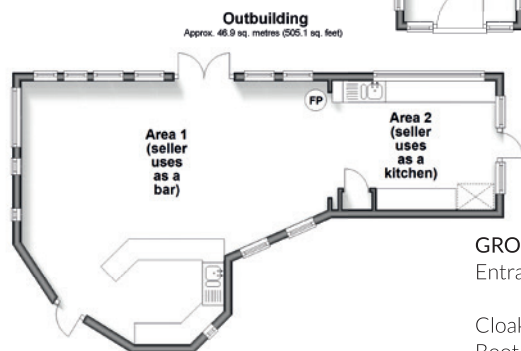 Outbuilding
Approx. 46.9 sq. metres (505.1 sq. feet)
FP
Area 1
(seller
uses
as a
bar)
Area 2
(seller
uses
as a
kitchen)
GRO
Entra
Cloak